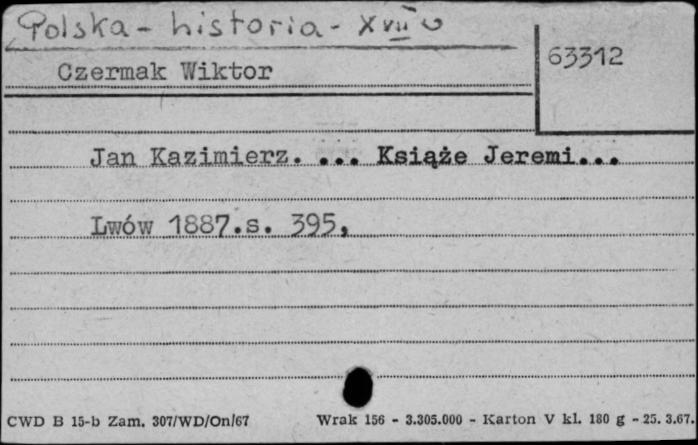 Polska - historia - XVII w
63312
Czermak Wiktor
Jan Kazimierz. ... Książe Jeremi...
Lwów 1887.s. 395,
CWD B 15-b Zam. 307/WD/On/67 Wrak 156 - 3.305.000 - Karton V kl. 180 g - 25.3.67.